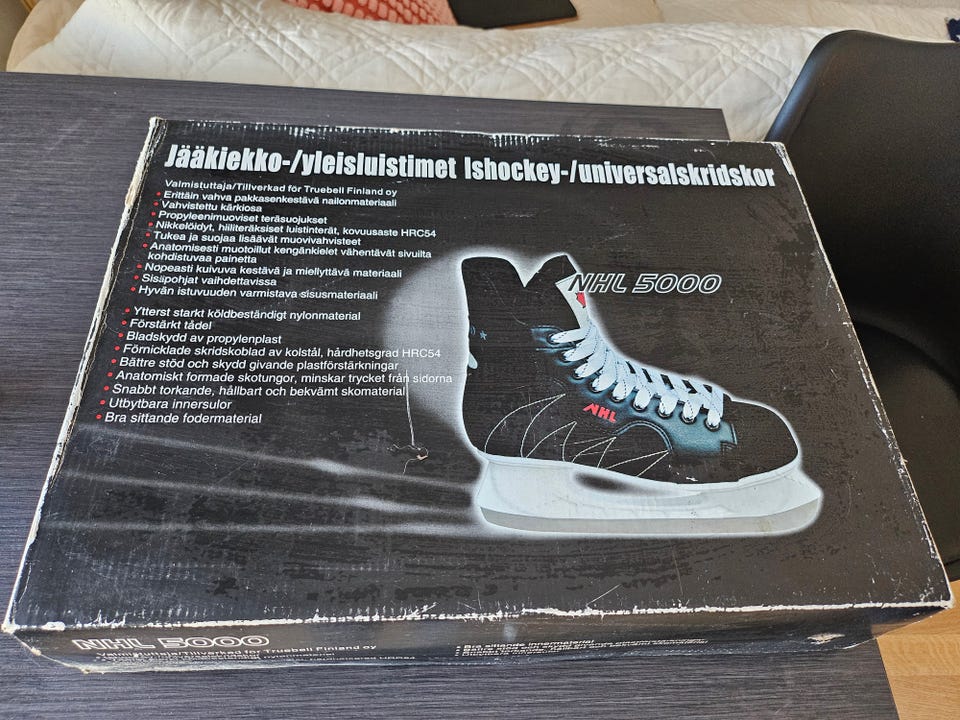 Jääkiekko-/yleisluistimet Ishockey-/universalskridskor
Valmistuttaja/Tillverkad för Truebell Finland oy
• Erittäin vahva pakkasenkestävä nailonmateriaali
• Vahvistettu kärkiosa
• Propyleenimuoviset teräsuojukset
• Nikkelöidyt, hiiliteräksiset luistinterät, kovuusaste HRC54
• Tukea ja suojaa lisäävät muovivahvisteet
• Anatomisesti muotoillut kengänkielet vähentävät sivuilta
kohdistuvaa painetta
• Nopeasti kuivuva kestävä ja miellyttävä materiaali
• Sisäpohjat vaihdettavissa
• Hyvän istuvuuden varmistava sisusmateriaali
• Ytterst starkt köldbeständigt nylonmaterial
• Förstärkt tådel
• Bladskydd av propylenplast
• Förnicklade skridskoblad av kolstål, hårdhetsgrad HRC54
• Bättre stöd och skydd givande plastförstärkningar
• Anatomiskt formade skotungor, minskar trycket från sidorna
• Snabbt torkande, hållbart och bekvämt skomaterial
• Utbytbara innersulor
• Bra sittande fodermaterial
NHL 5000
NHL
NHL 5000
Valmistuttaja/Tillverkad för Truebell Finland oy
• Bra sittande innermaterial